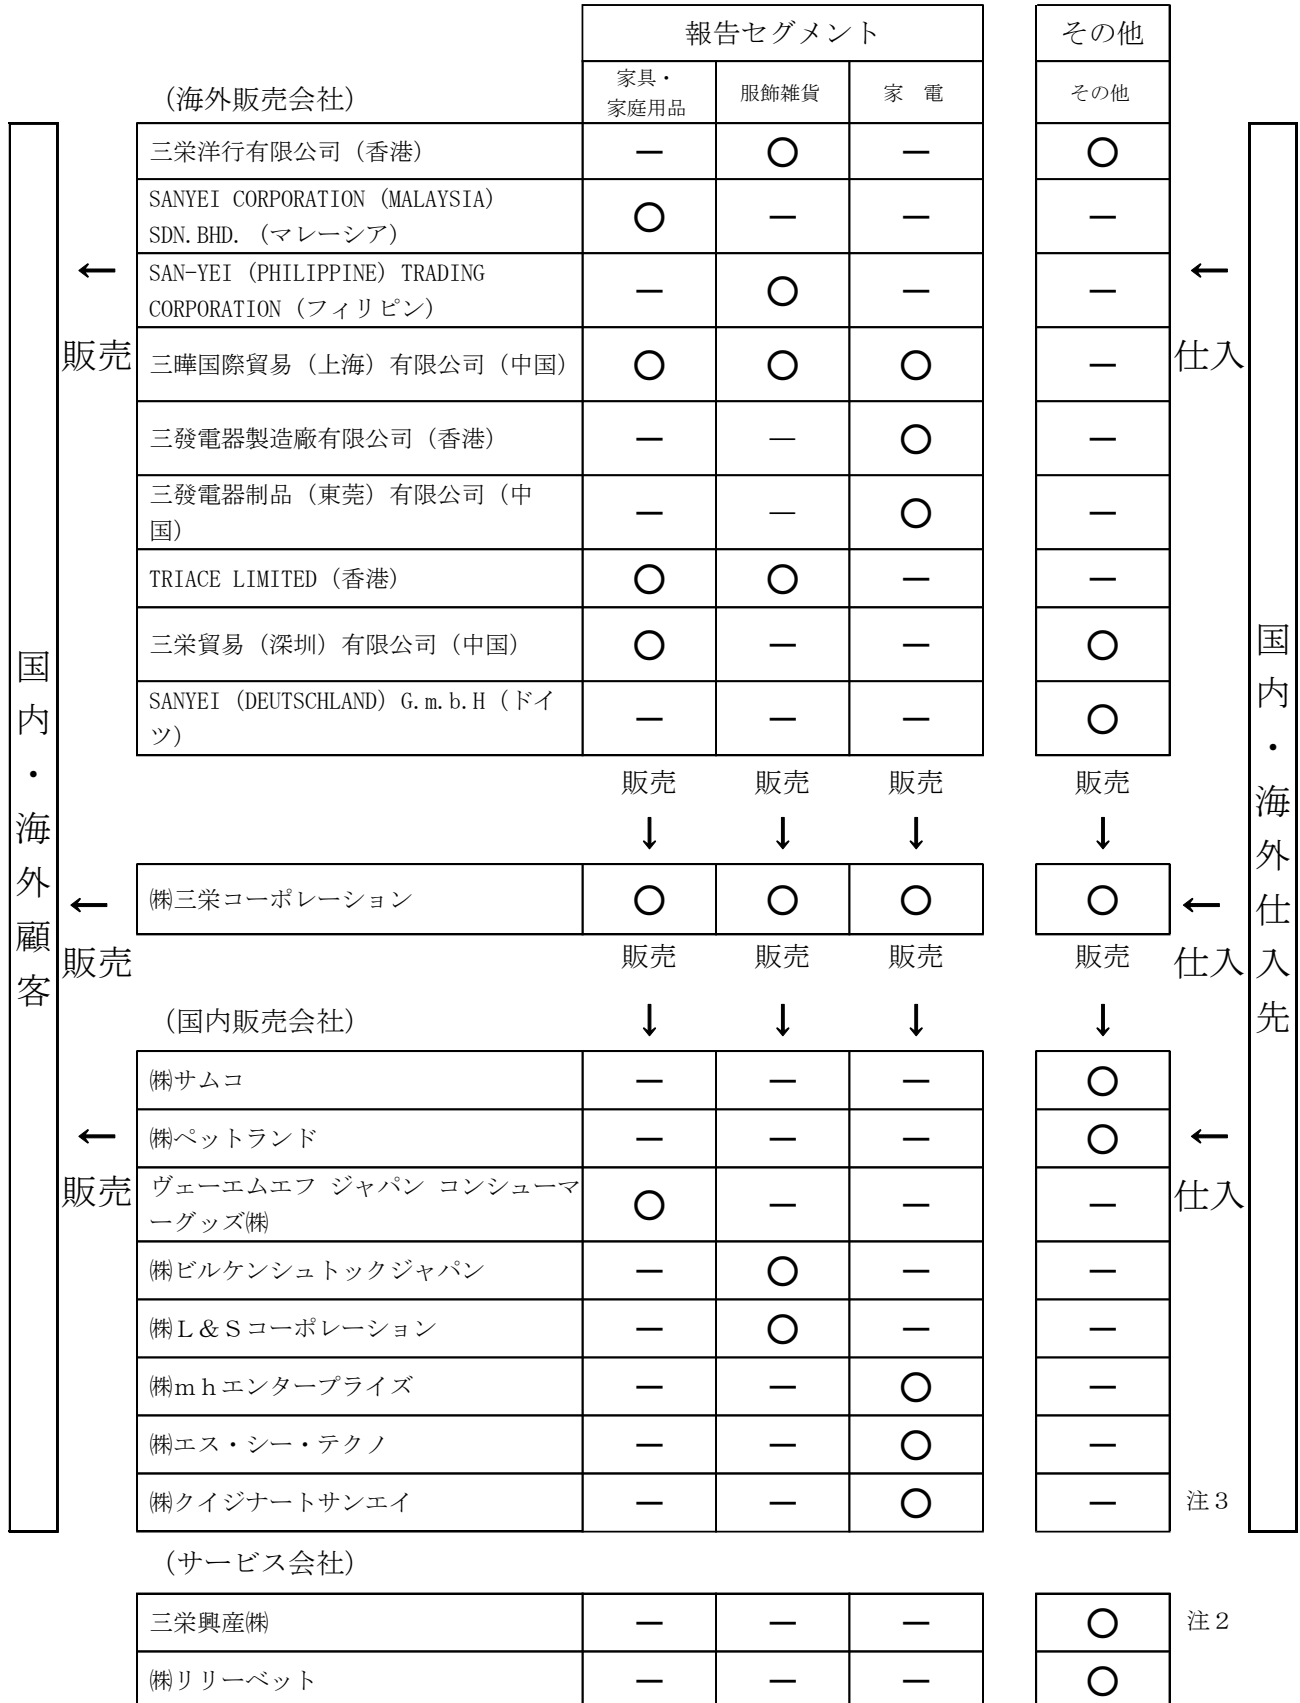 報告セグメント その他
(海外販売会社) 家具・家庭用品 服飾雑貨 家 電 その他
三栄洋行有限公司(香港) ― ○ ― ○
SANYEI CORPORATION (MALAYSIA)
SDN.BHD. (マレーシア) ○ ― ― ―
← SAN-YEI (PHILIPPINE) TRADING ←
CORPORATION (フィリピン) ― ○ ― ―
販売 三曄国際貿易(上海)有限公司(中国) ○ ○ ○ ― 仕入
三發電器製造廠有限公司(香港) ― ― ○ ―
三發電器制品(東莞)有限公司(中
国) ― ― ○ ―
TRIACE LIMITED (香港) ○ ○ ― ―
三栄貿易(深圳)有限公司(中国) ○ ― ― ○
SANYEI (DEUTSCHLAND) G.m.b.H (ドイ
ツ) ― ― ― ○
国内・海外顧客
国内・海外仕入先
販売 販売 販売 販売
↓ ↓ ↓ ↓
← ㈱三栄コーポレーション ○ ○ ○ ○ ←
販売 販売 販売 販売 販売 仕入
(国内販売会社) ↓ ↓ ↓ ↓
㈱サムコ ― ― ― ○
← ㈱ペットランド ― ― ― ○ ←
販売 ヴェーエムエフ ジャパン コンシューマ 仕入
ーグッズ㈱ ○ ― ― ―
㈱ビルケンシュトックジャパン ― ○ ― ―
㈱L&Sコーポレーション ― ○ ― ―
㈱mhエンタープライズ ― ― ○ ―
㈱エス・シー・テクノ ― ― ○ ―
㈱クイジナートサンエイ ― ― ○ ― 注3
(サービス会社)
三栄興産㈱ ― ― ― ○ 注2
㈱リリーベット ― ― ― ○